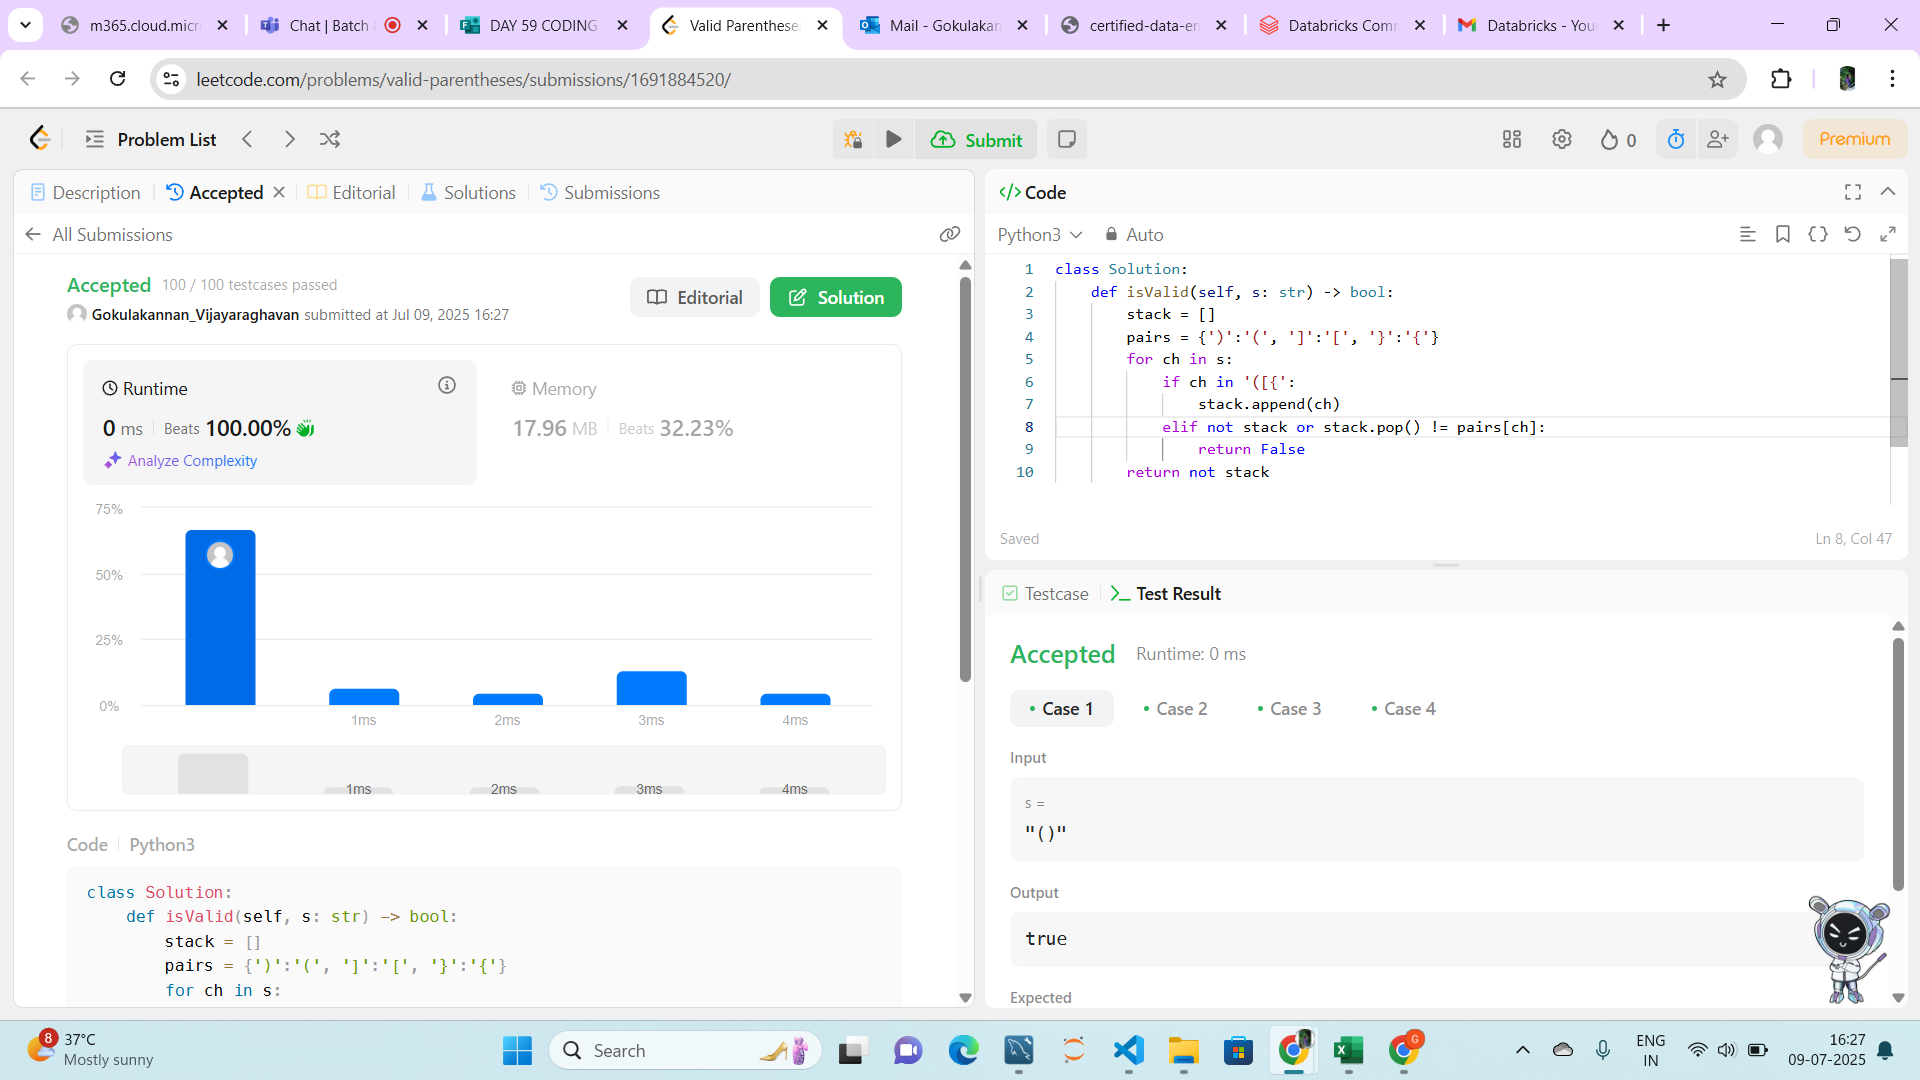 m365.cloud.micr
Chat | Batch
DAY 59 CODING
Valid Parentheses
Mail - Gokulakan
certified-data-en
Databricks Comm
Databricks - You
leetcode.com/problems/valid-parentheses/submissions/1691884520/
Problem List
Submit
0
Premium
Description
Accepted
Editorial
Solutions
Submissions
All Submissions
Accepted 100 / 100 testcases passed
Gokulakannan_Vijayaraghavan submitted at Jul 09, 2025 16:27
Editorial
Solution
Runtime
0 ms Beats 100.00%
Analyze Complexity
Memory
17.96 MB Beats 32.23%
75%
50%
25%
0%
1ms 2ms 3ms 4ms
1ms 2ms 3ms 4ms
Code Python3
class Solution:
    def isValid(self, s: str) -> bool:
        stack = []
        pairs = {')':'(', ']':'[', '}':'{'}
        for ch in s:
</> Code
Python3 Auto
1 class Solution:
2     def isValid(self, s: str) -> bool:
3         stack = []
4         pairs = {')':'(', ']':'[', '}':'{'}
5         for ch in s:
6             if ch in '([{':
7                 stack.append(ch)
8             elif not stack or stack.pop() != pairs[ch]:
9                 return False
10         return not stack
Saved
Ln 8, Col 47
Testcase
>_ Test Result
Accepted Runtime: 0 ms
Case 1 Case 2 Case 3 Case 4
Input
s =
"()"
Output
true
Expected
8
37°C
Mostly sunny
Search
G
ENG
IN
16:27
09-07-2025